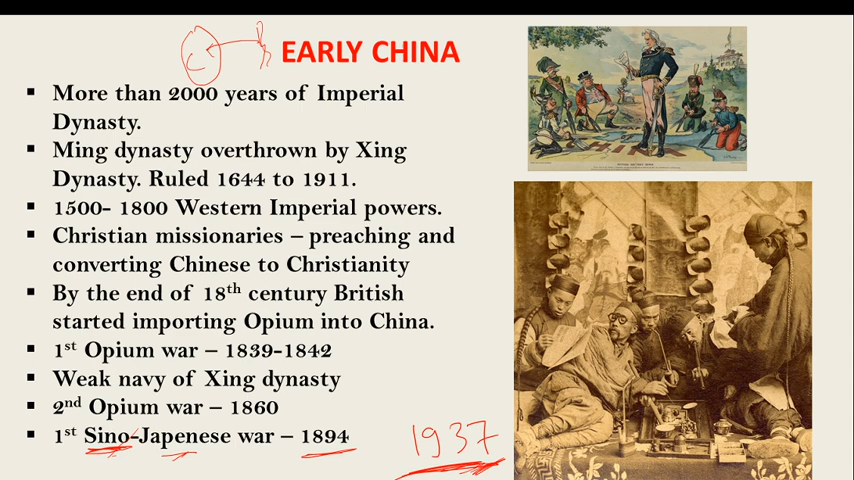 EARLY CHINA
▪ More than 2000 years of Imperial
Dynasty.
▪ Ming dynasty overthrown by Xing
Dynasty. Ruled 1644 to 1911.
▪ 1500- 1800 Western Imperial powers.
▪ Christian missionaries – preaching and
converting Chinese to Christianity
▪ By the end of 18th century British
started importing Opium into China.
▪ 1st Opium war – 1839-1842
▪ Weak navy of Xing dynasty
▪ 2nd Opium war – 1860
▪ 1st Sino-Japenese war – 1894
1937